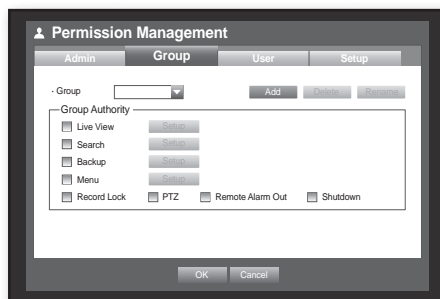 Permission Management
Admin Group User Setup
· Group Add Delete Rename
Group Authority
Live View Setup
Search Setup
Backup Setup
Menu Setup
Record Lock PTZ Remote Alarm Out Shutdown
OK Cancel